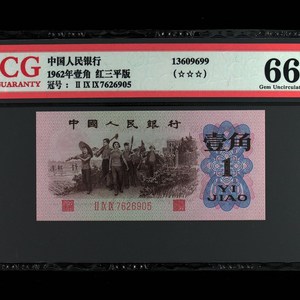 CG
GUARANTY
中国人民银行
1962年壹角 红三平版
冠号： II IX IX 7626905
13609699
(☆☆☆)
66
Gem Uncirculated
中国人民银行
壹角
1
YI
JIAO
II IX IX 7626905